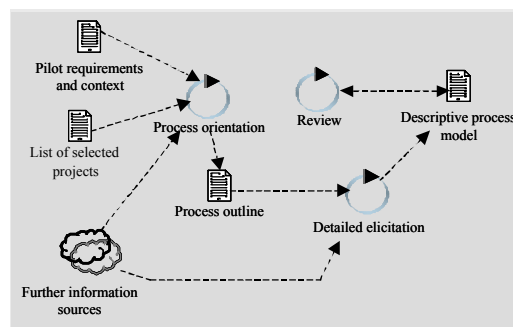 Pilot requirements
and context
List of selected
projects
Process orientation
Review
Descriptive process
model
Process outline
Detailed elicitation
Further information
sources